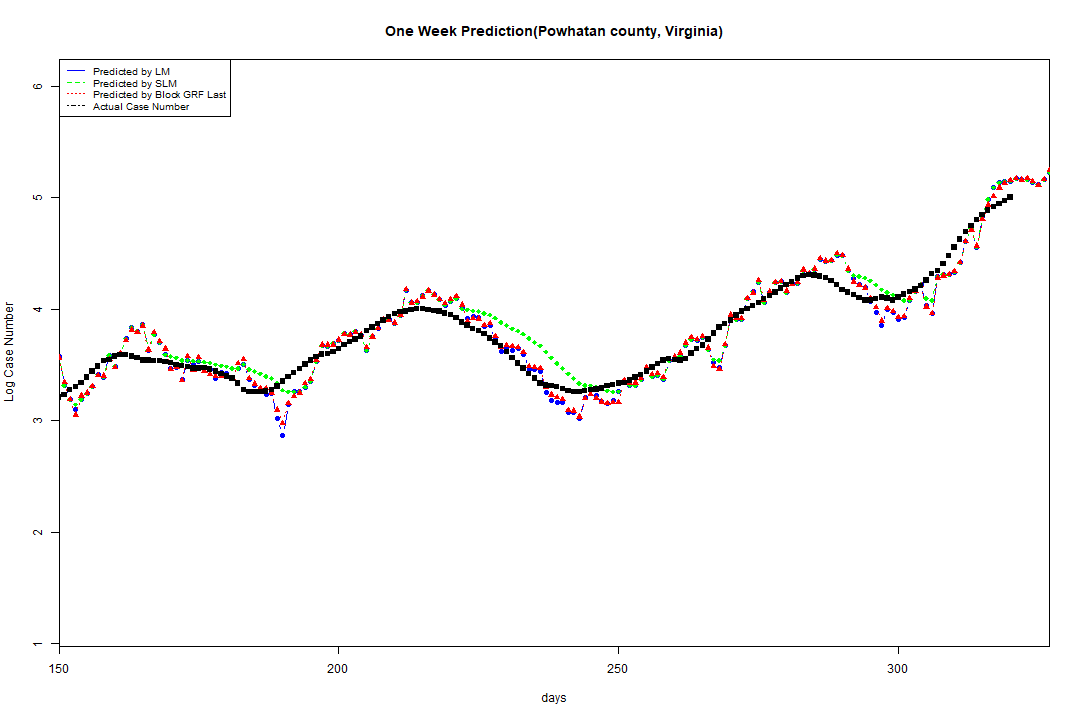 One Week Prediction(Powhatan county, Virginia)
Predicted by LM
Predicted by SLM
Predicted by Block GRF Last
Actual Case Number
6
5
4
3
2
1
Log Case Number
150 200 250 300
days